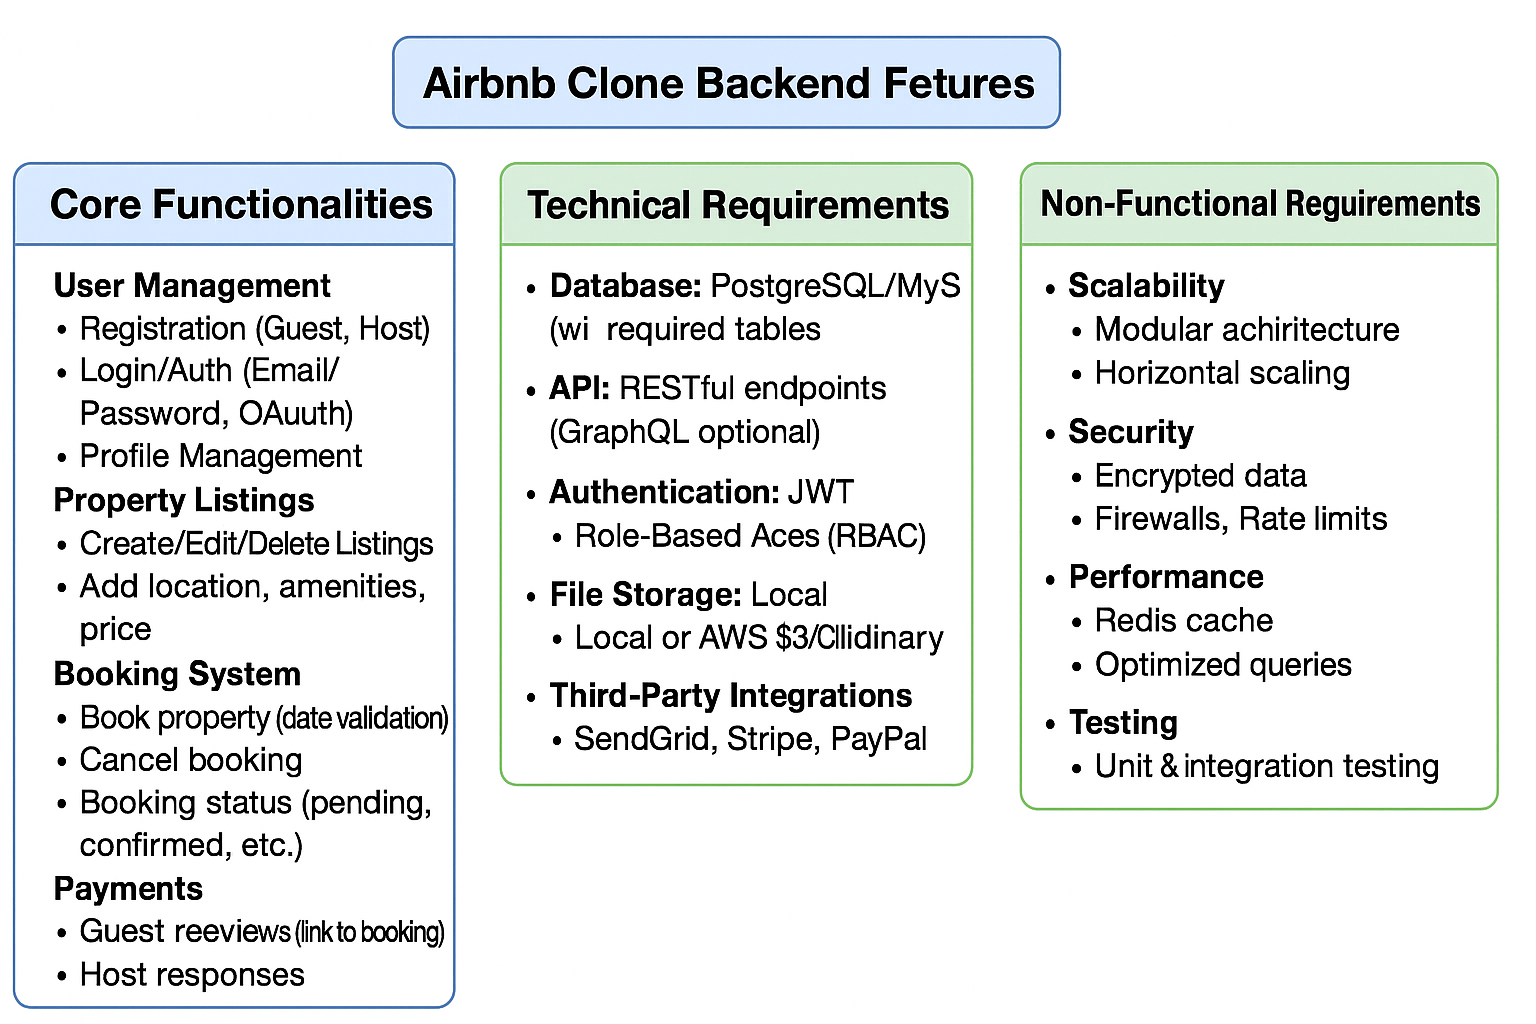 Airbnb Clone Backend Fetures
Core Functionalities
User Management
• Registration (Guest, Host)
• Login/Auth (Email/
Password, OAuuth)
• Profile Management
Property Listings
• Create/Edit/Delete Listings
• Add location, amenities,
price
Booking System
• Book property (date validation)
• Cancel booking
• Booking status (pending,
confirmed, etc.)
Payments
• Guest reeviews (link to booking)
• Host responses
Technical Requirements
• Database: PostgreSQL/MyS
(wi required tables
• API: RESTful endpoints
(GraphQL optional)
• Authentication: JWT
• Role-Based Aces (RBAC)
• File Storage: Local
• Local or AWS $3/Cllidinary
• Third-Party Integrations
• SendGrid, Stripe, PayPal
Non-Functional Reguirements
• Scalability
• Modular achiritecture
• Horizontal scaling
• Security
• Encrypted data
• Firewalls, Rate limits
• Performance
• Redis cache
• Optimized queries
• Testing
• Unit & integration testing